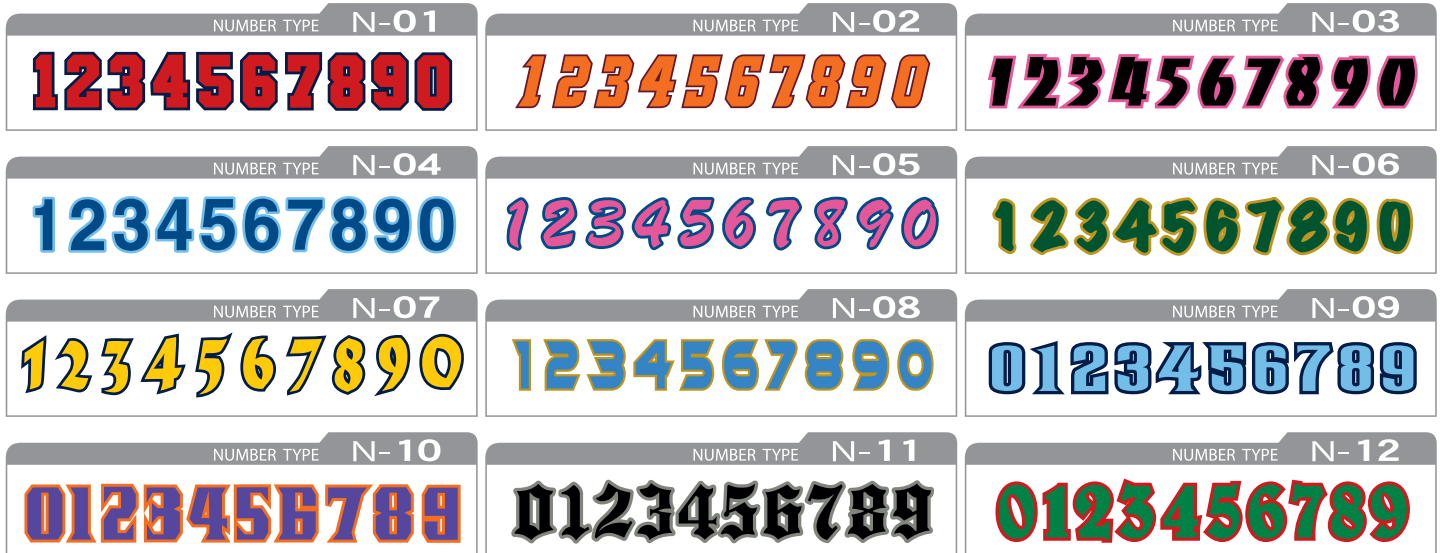 NUMBER TYPE N-01
1234567890
NUMBER TYPE N-02
1234567890
NUMBER TYPE N-03
1234567890
NUMBER TYPE N-04
1234567890
NUMBER TYPE N-05
1234567890
NUMBER TYPE N-06
1234567890
NUMBER TYPE N-07
1234567890
NUMBER TYPE N-08
1234567890
NUMBER TYPE N-09
0123456789
NUMBER TYPE N-10
0123456789
NUMBER TYPE N-11
0123456789
NUMBER TYPE N-12
0123456789